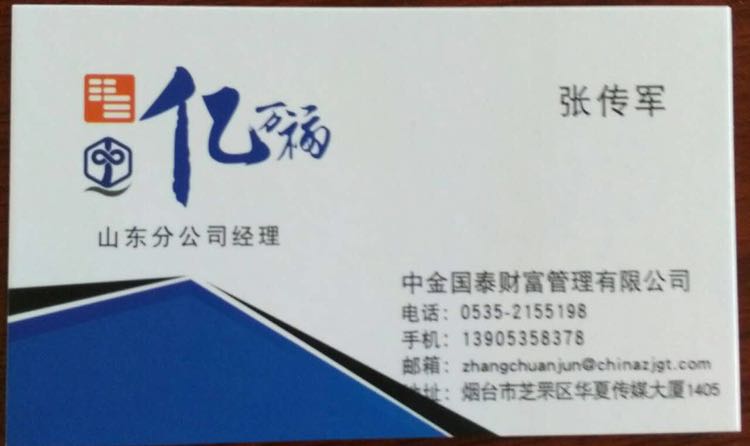 亿万福
张传军
山东分公司经理
中金国泰财富管理有限公司
电话：0535-2155198
手机：13905358378
邮箱：zhangchuanjun@chinazjgt.com
地址：烟台市芝罘区华夏传媒大厦1405